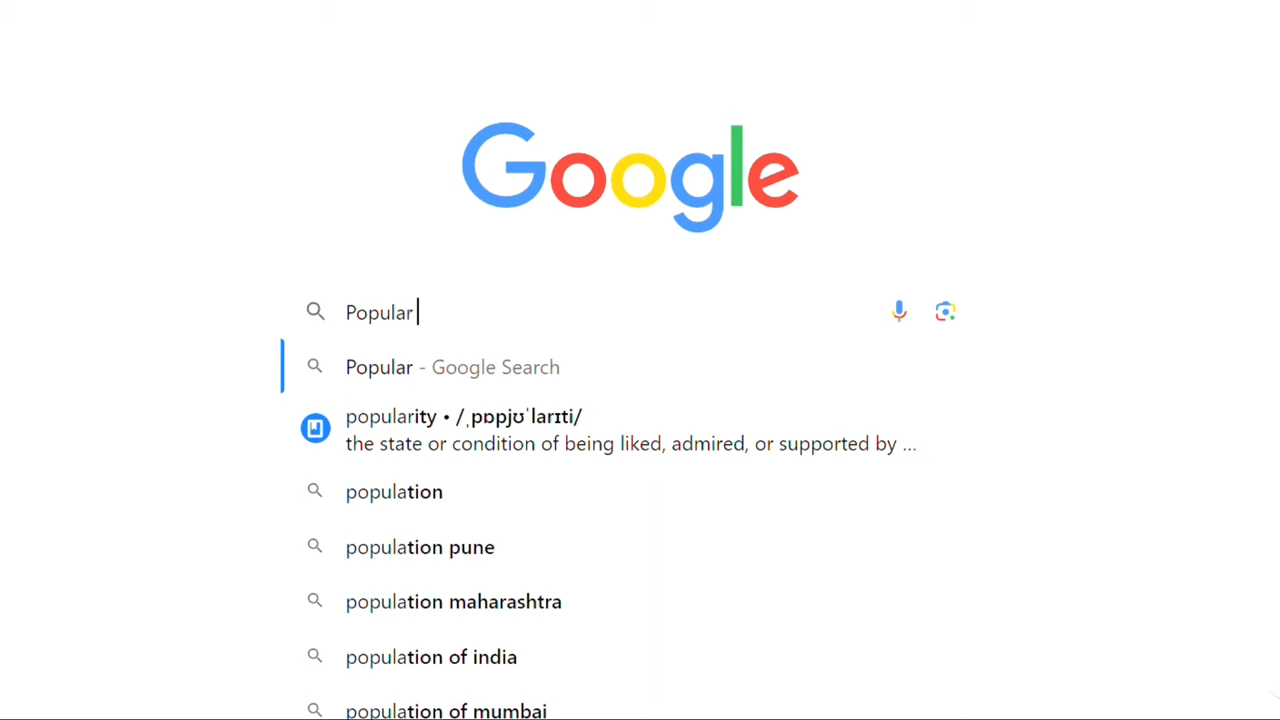 Google
Popular
Popular - Google Search
popularity • /ˌpɒpjʊˈlarɪti/
the state or condition of being liked, admired, or supported by ...
population
population pune
population maharashtra
population of india
population of mumbai